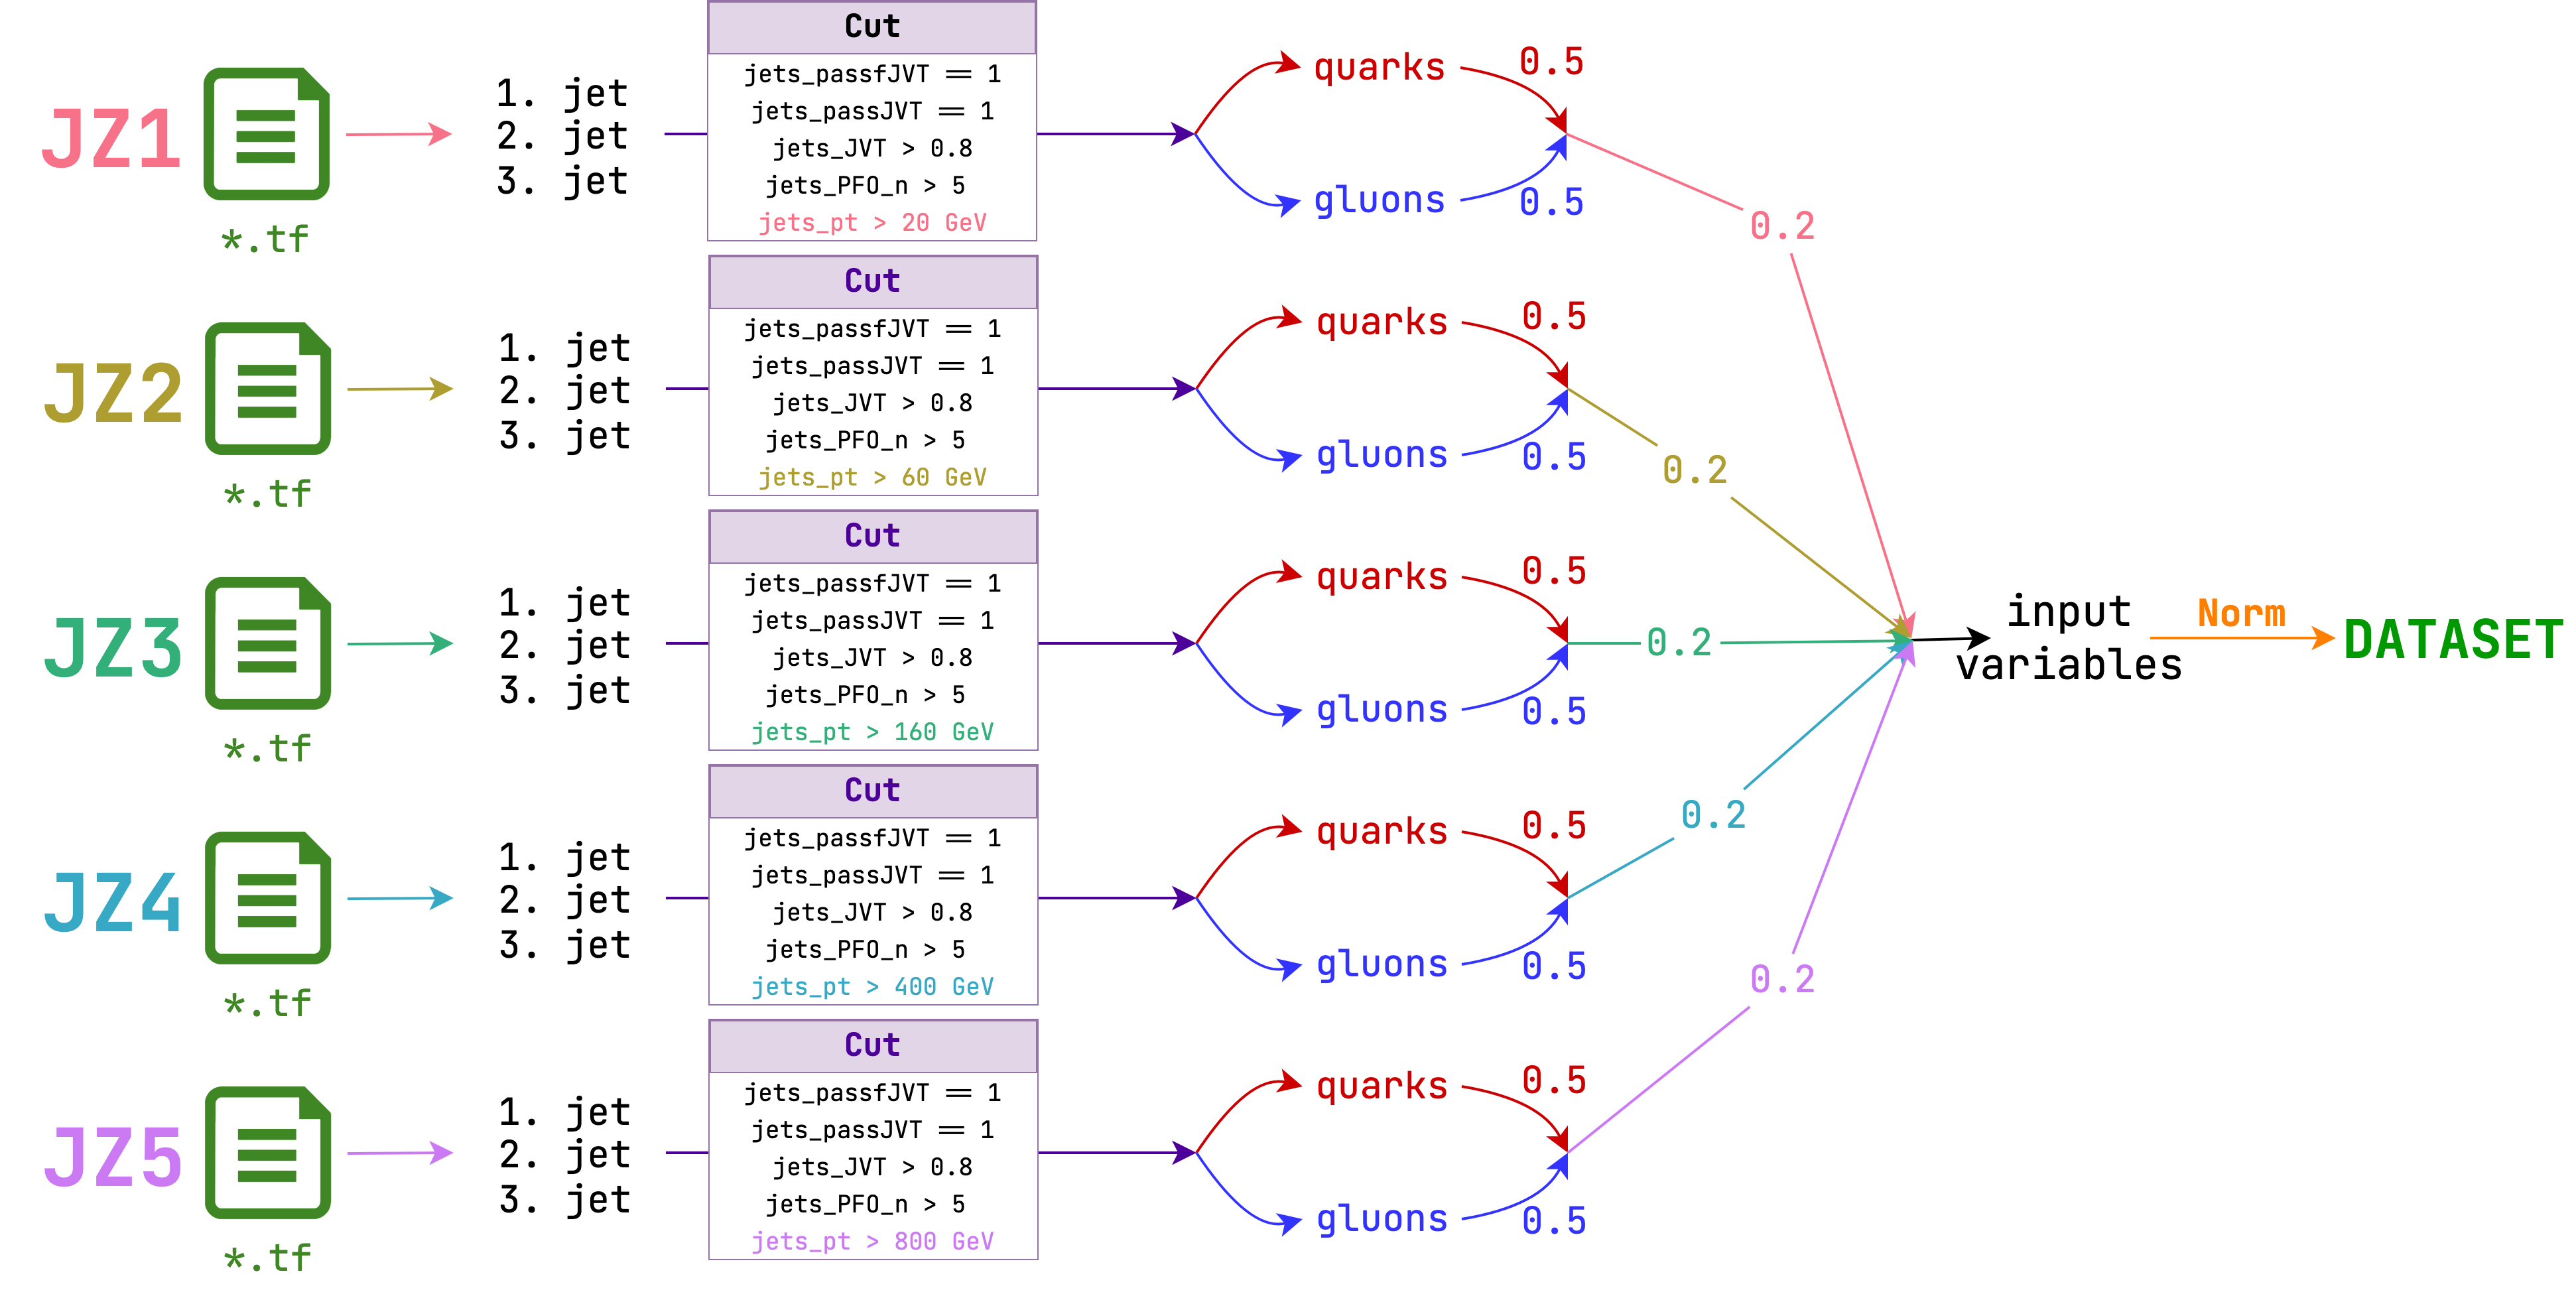 JZ1
*.tf
1. jet
2. jet
3. jet
Cut
jets_passfJVT == 1
jets_passJVT == 1
jets_JVT > 0.8
jets_PFO_n > 5
jets_pt > 20 GeV
quarks
0.5
gluons
0.5
0.2
JZ2
*.tf
1. jet
2. jet
3. jet
Cut
jets_passfJVT == 1
jets_passJVT == 1
jets_JVT > 0.8
jets_PFO_n > 5
jets_pt > 60 GeV
quarks
0.5
gluons
0.5
0.2
JZ3
*.tf
1. jet
2. jet
3. jet
Cut
jets_passfJVT == 1
jets_passJVT == 1
jets_JVT > 0.8
jets_PFO_n > 5
jets_pt > 160 GeV
quarks
0.5
gluons
0.5
0.2
JZ4
*.tf
1. jet
2. jet
3. jet
Cut
jets_passfJVT == 1
jets_passJVT == 1
jets_JVT > 0.8
jets_PFO_n > 5
jets_pt > 400 GeV
quarks
0.5
gluons
0.5
0.2
JZ5
*.tf
1. jet
2. jet
3. jet
Cut
jets_passfJVT == 1
jets_passJVT == 1
jets_JVT > 0.8
jets_PFO_n > 5
jets_pt > 800 GeV
quarks
0.5
gluons
0.5
0.2
input
variables
Norm
DATASET